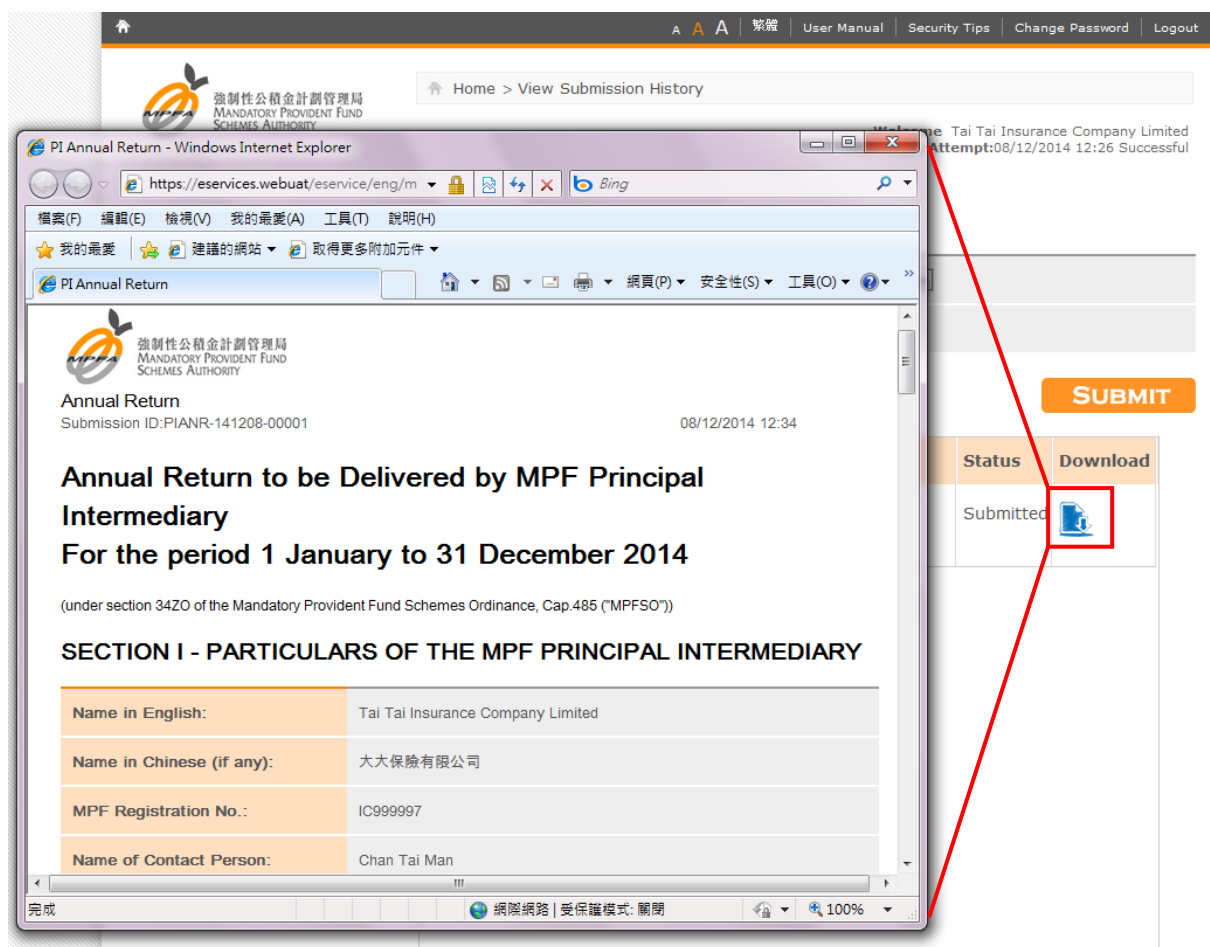 A A A 繁體 User Manual Security Tips Change Password Logout
強制性公積金計劃管理局
MANDATORY PROVIDENT FUND
SCHEMES AUTHORITY
MPFA
Home > View Submission History
Tai Tai Insurance Company Limited
Attempt:08/12/2014 12:26 Successful
PI Annual Return - Windows Internet Explorer
https://eservices.webuat/eservice/eng/m
Bing
檔案(F) 編輯(E) 檢視(V) 我的最愛(A) 工具(T) 說明(H)
我的最愛 建議的網站 取得更多附加元件
PI Annual Return
網頁(P) 安全性(S) 工具(O)
強制性公積金計劃管理局
MANDATORY PROVIDENT FUND
SCHEMES AUTHORITY
MPFA
Annual Return
Submission ID:PIANR-141208-00001 08/12/2014 12:34
Annual Return to be Delivered by MPF Principal
Intermediary
For the period 1 January to 31 December 2014
(under section 34ZO of the Mandatory Provident Fund Schemes Ordinance, Cap.485 ("MPFSO"))
SECTION I - PARTICULARS OF THE MPF PRINCIPAL INTERMEDIARY
Name in English: Tai Tai Insurance Company Limited
Name in Chinese (if any): 大大保險有限公司
MPF Registration No.: IC999997
Name of Contact Person: Chan Tai Man
完成 網際網路 | 受保護模式: 關閉 100%
SUBMIT
Status Download
Submitted